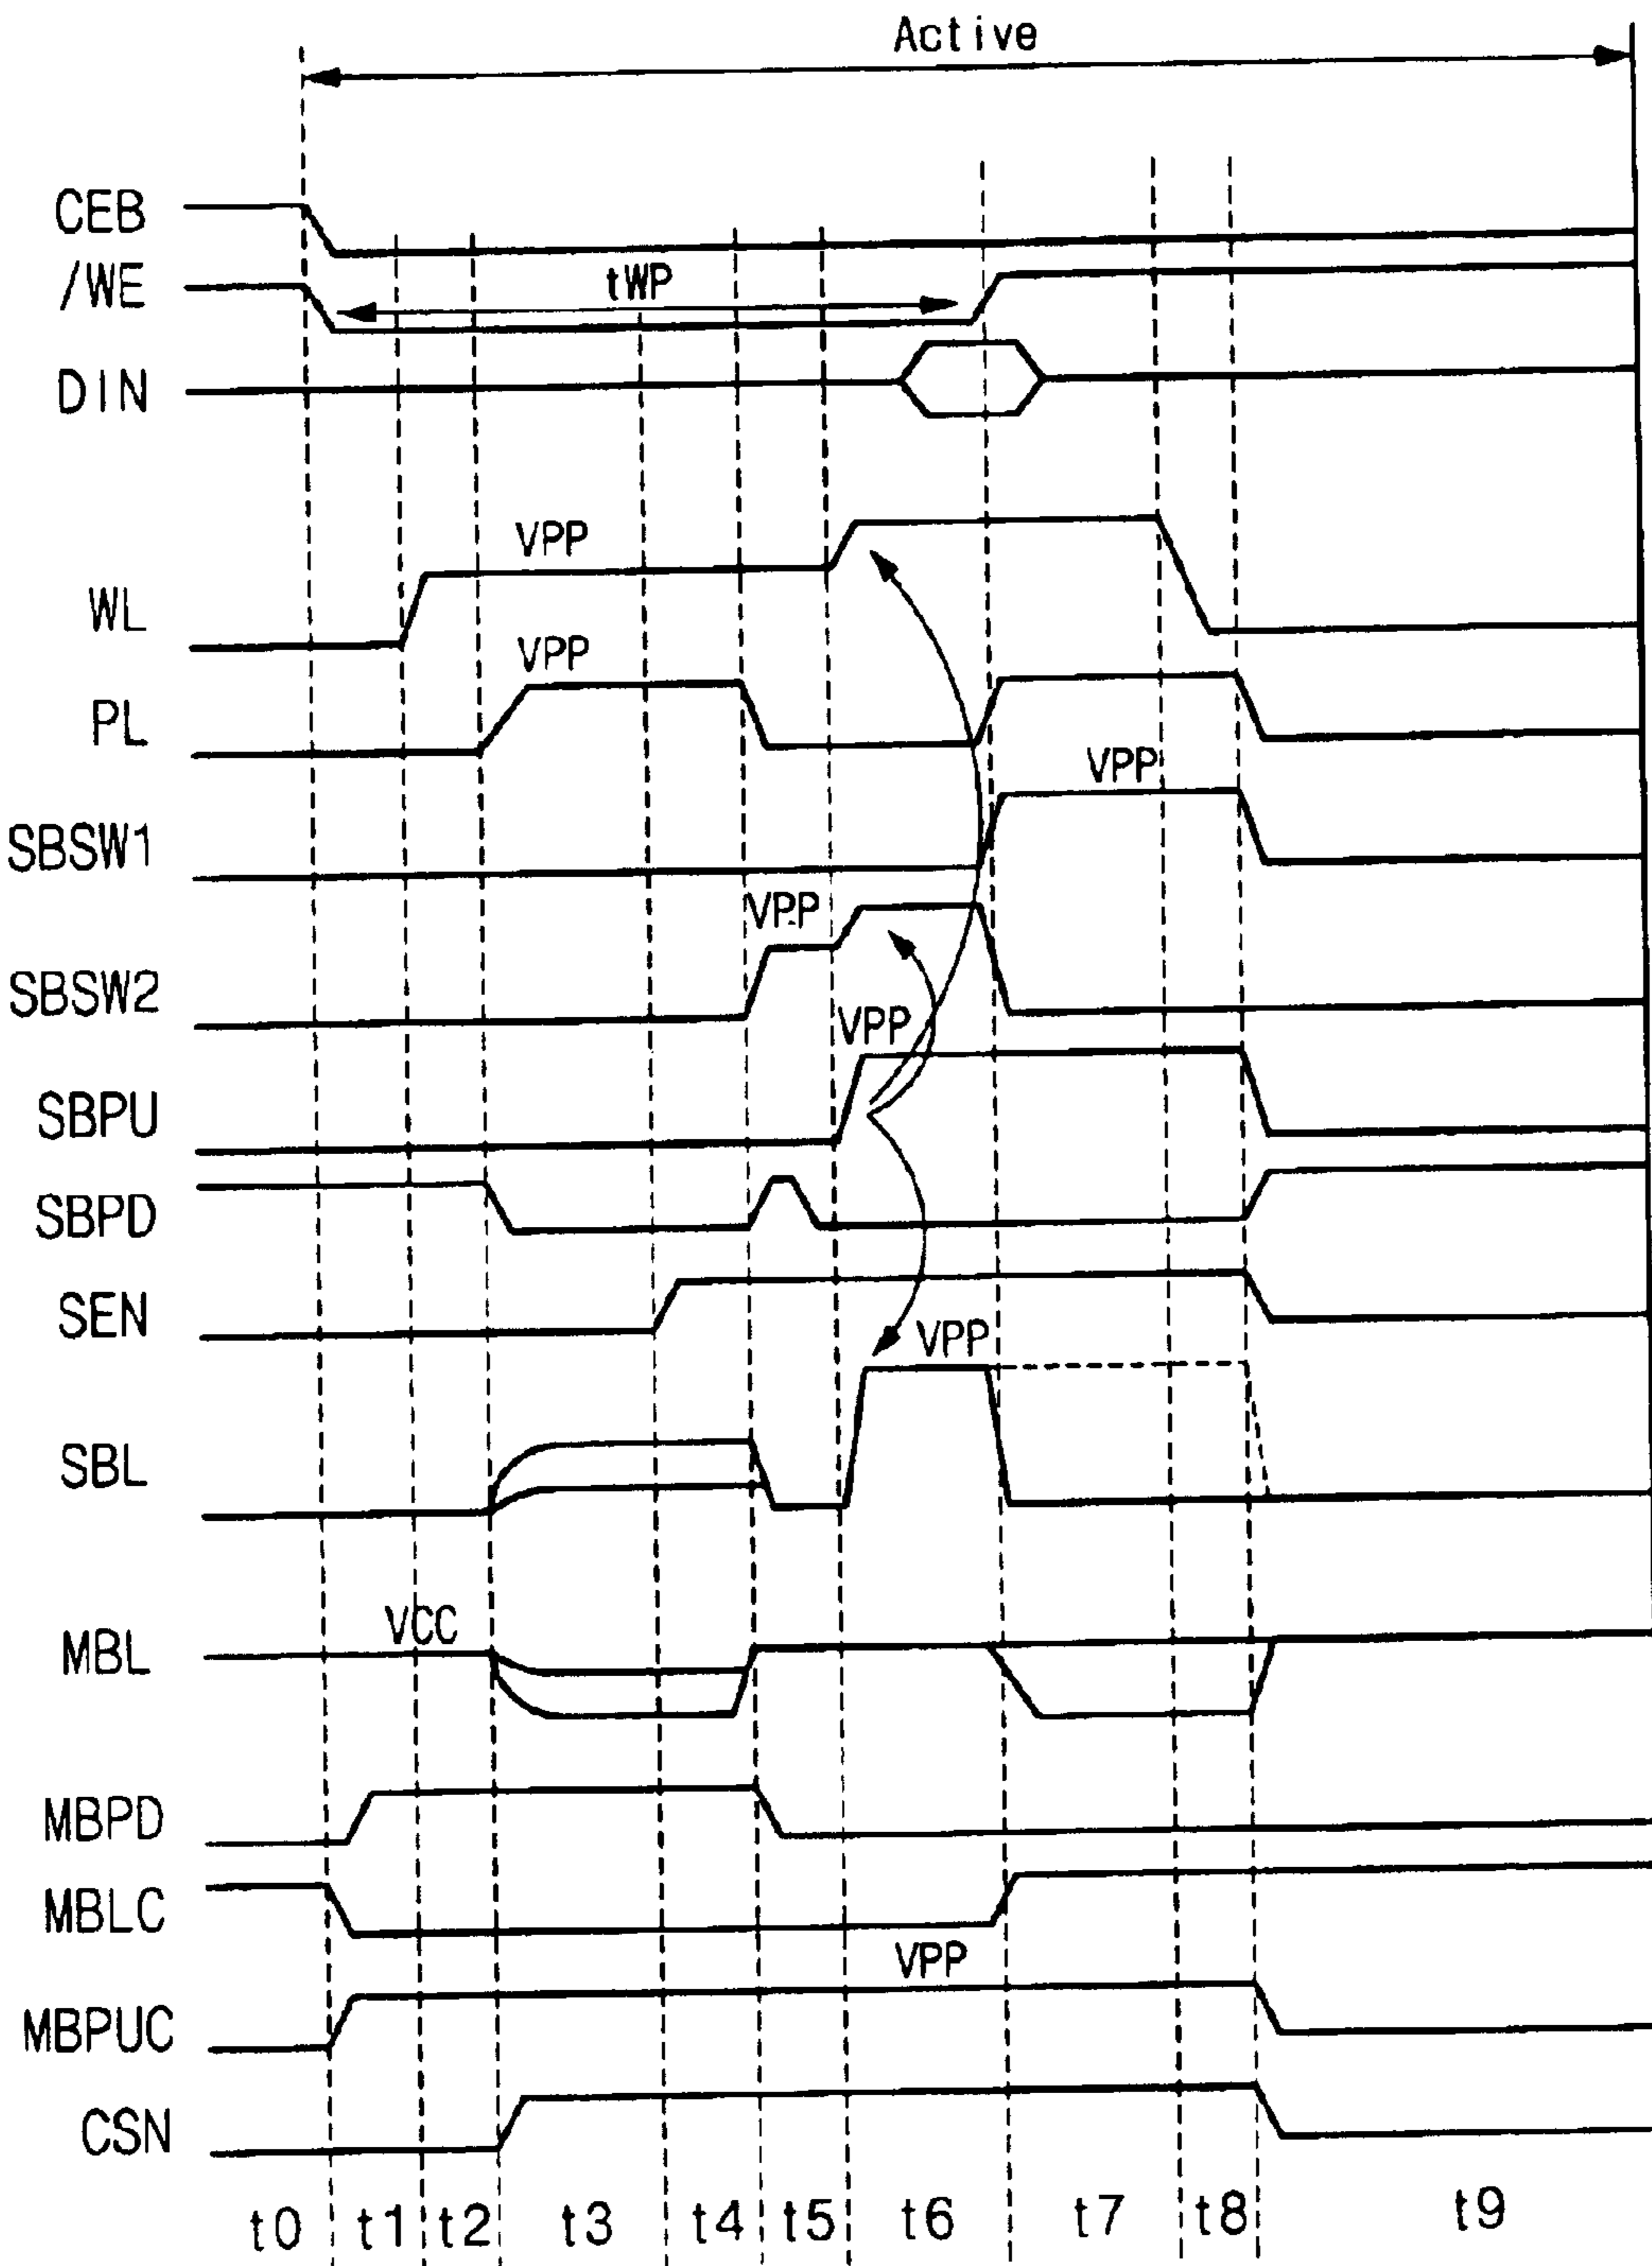 Active
CEB
/WE
tWP
DIN
VPP
WL
VPP
PL
VPP
SBSW1
VPP
SBSW2
VPP
SBPU
SBPD
SEN
VPP
SBL
VCC
MBL
MBPD
MBLC
VPP
MBPUC
CSN
t0 t1 t2 t3 t4 t5 t6 t7 t8 t9